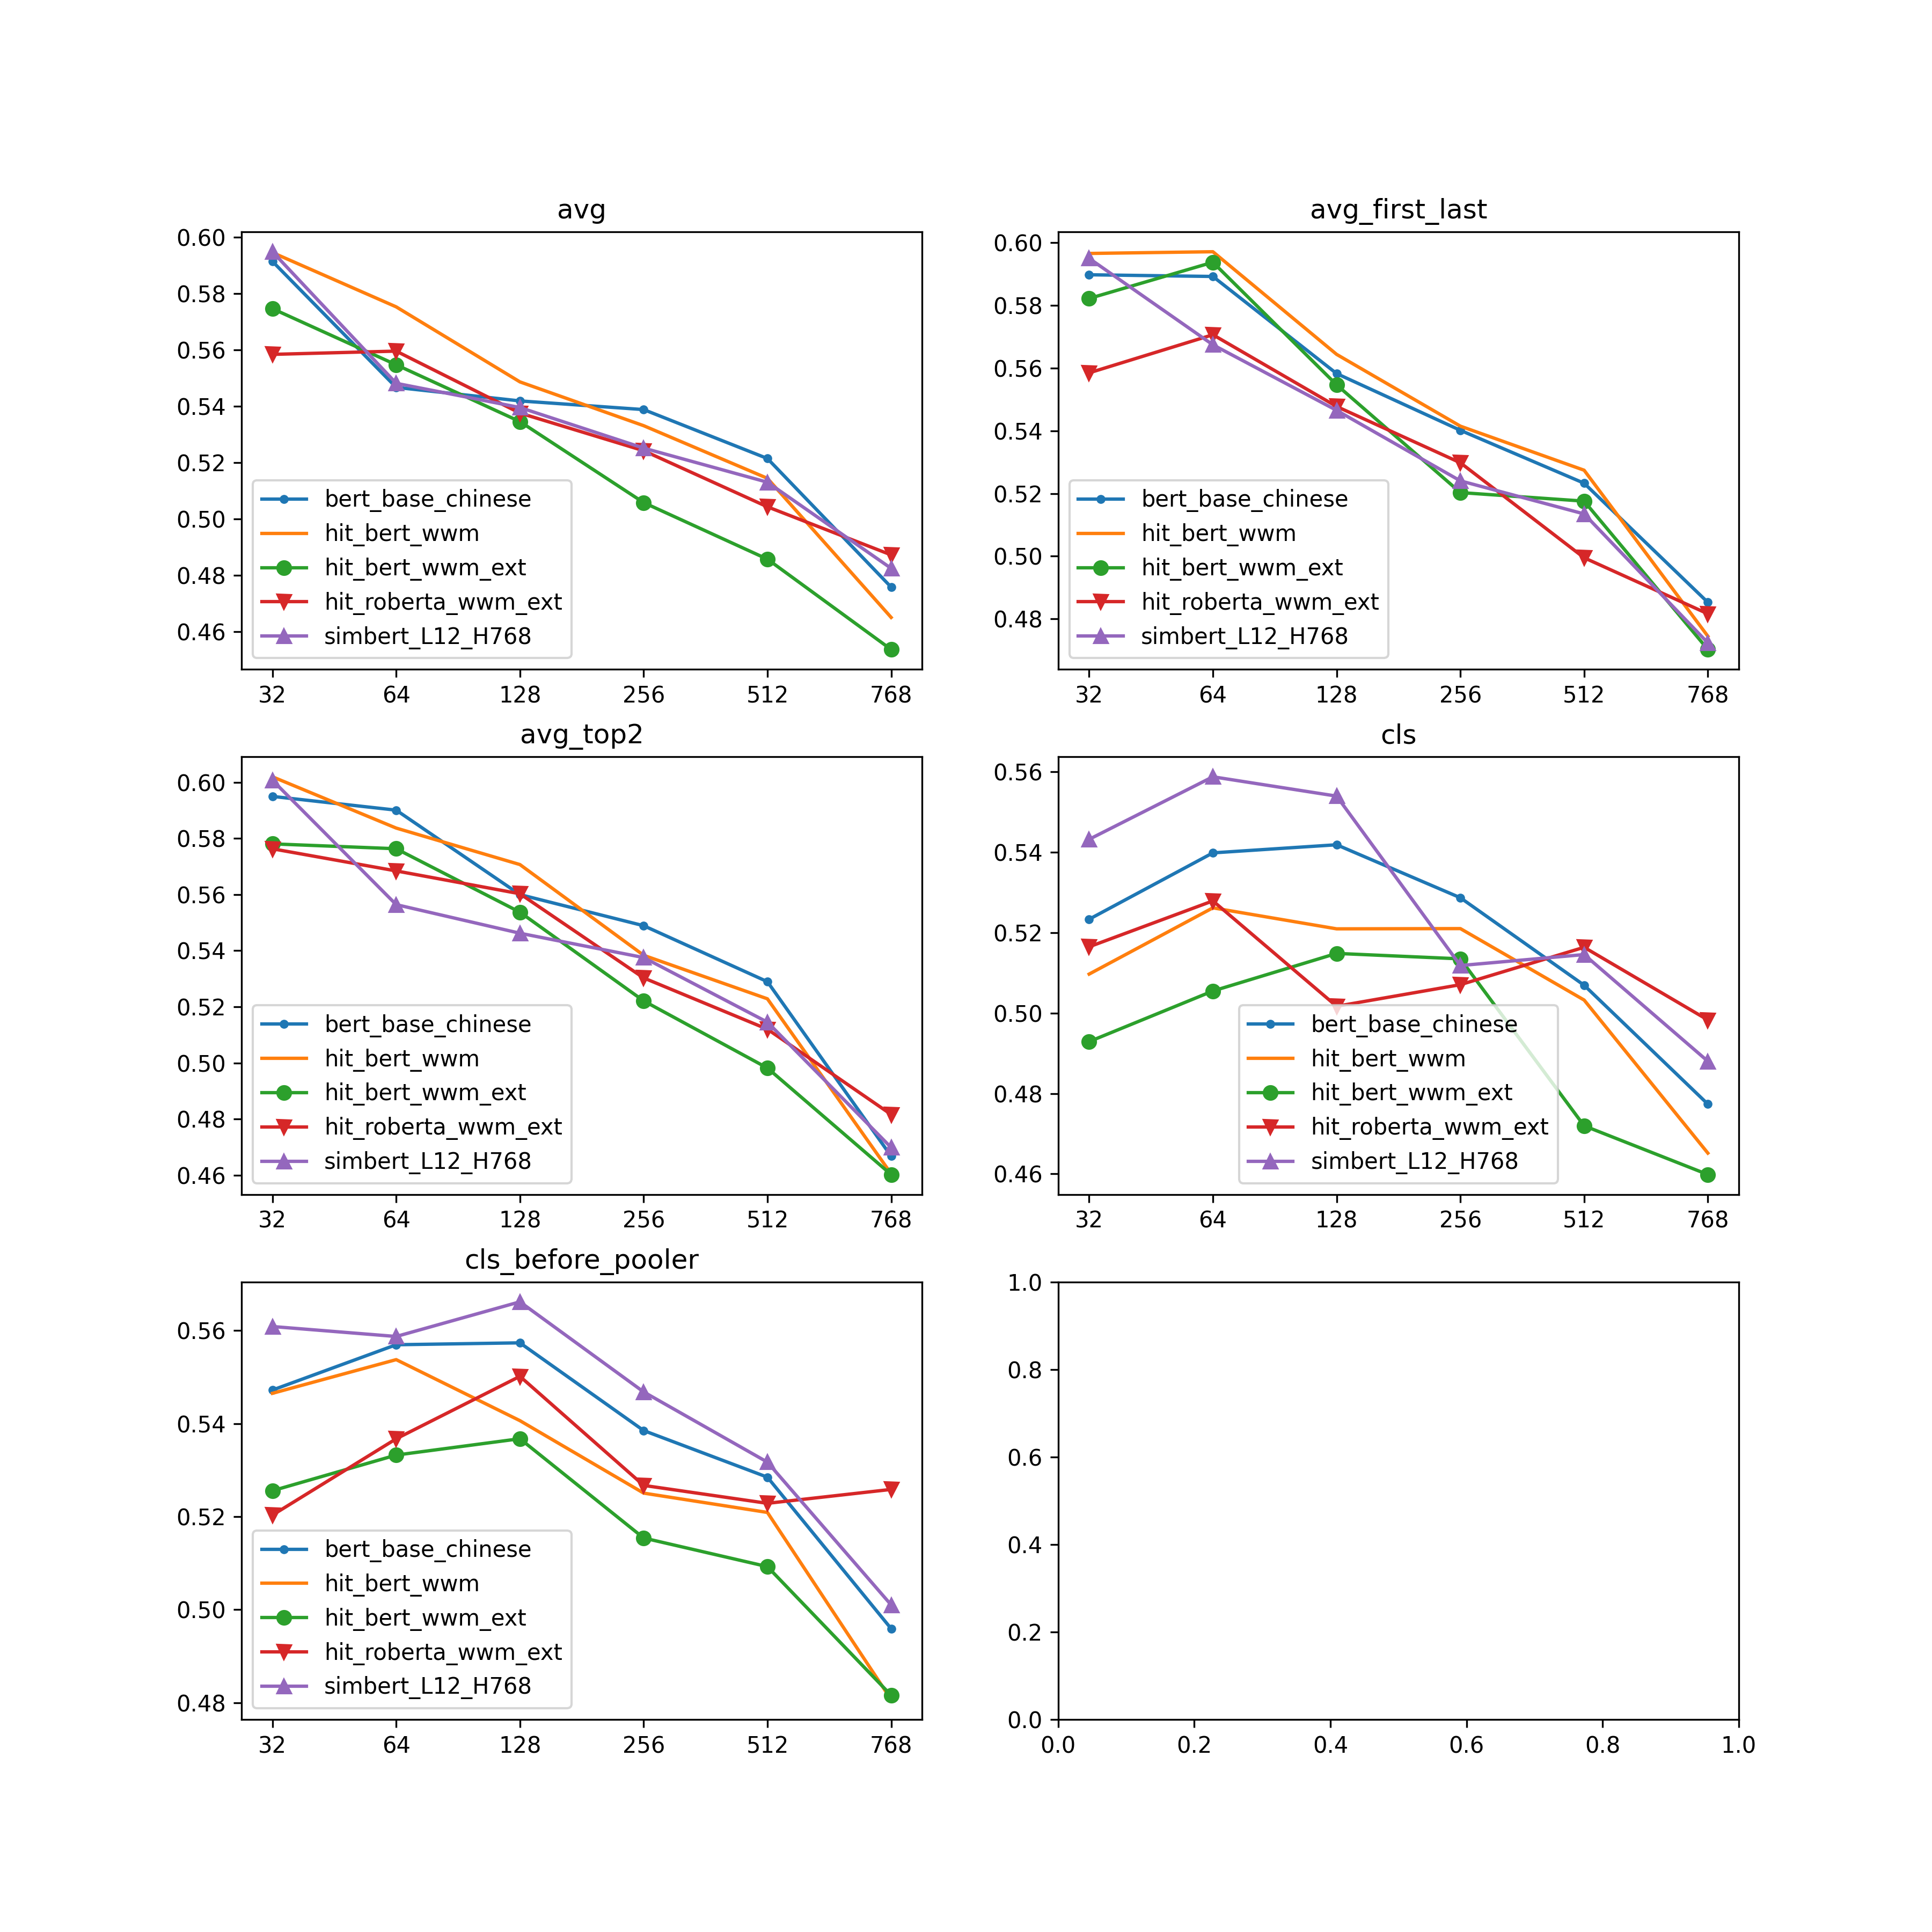 avg
0.60
0.58
0.56
0.54
0.52
0.50
0.48
0.46
bert_base_chinese
hit_bert_wwm
hit_bert_wwm_ext
hit_roberta_wwm_ext
simbert_L12_H768
32 64 128 256 512 768
avg_first_last
0.60
0.58
0.56
0.54
0.52
0.50
0.48
bert_base_chinese
hit_bert_wwm
hit_bert_wwm_ext
hit_roberta_wwm_ext
simbert_L12_H768
32 64 128 256 512 768
avg_top2
0.60
0.58
0.56
0.54
0.52
0.50
0.48
0.46
bert_base_chinese
hit_bert_wwm
hit_bert_wwm_ext
hit_roberta_wwm_ext
simbert_L12_H768
32 64 128 256 512 768
cls
0.56
0.54
0.52
0.50
0.48
0.46
bert_base_chinese
hit_bert_wwm
hit_bert_wwm_ext
hit_roberta_wwm_ext
simbert_L12_H768
32 64 128 256 512 768
cls_before_pooler
0.56
0.54
0.52
0.50
0.48
bert_base_chinese
hit_bert_wwm
hit_bert_wwm_ext
hit_roberta_wwm_ext
simbert_L12_H768
32 64 128 256 512 768
1.0
0.8
0.6
0.4
0.2
0.0
0.0 0.2 0.4 0.6 0.8 1.0